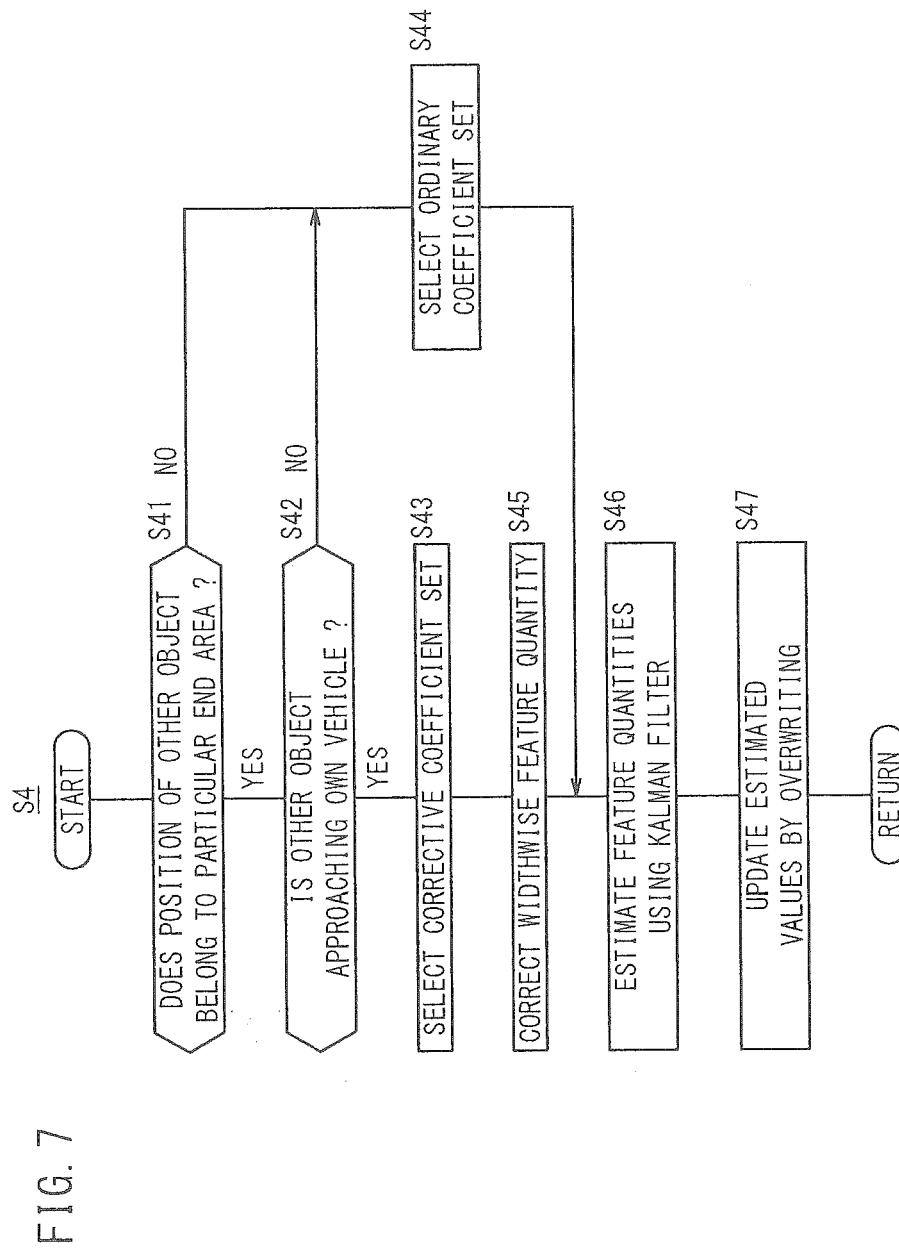 FIG. 7
S4
START
S41
DOES POSITION OF OTHER OBJECT
BELONG TO PARTICULAR END AREA ?
NO
YES
S42
IS OTHER OBJECT
APPROACHING OWN VEHICLE ?
NO
YES
S43
SELECT CORRECTIVE COEFFICIENT SET
S44
SELECT ORDINARY
COEFFICIENT SET
S45
CORRECT WIDTHWISE FEATURE QUANTITY
S46
ESTIMATE FEATURE QUANTITIES
USING KALMAN FILTER
S47
UPDATE ESTIMATED
VALUES BY OVERWRITING
RETURN